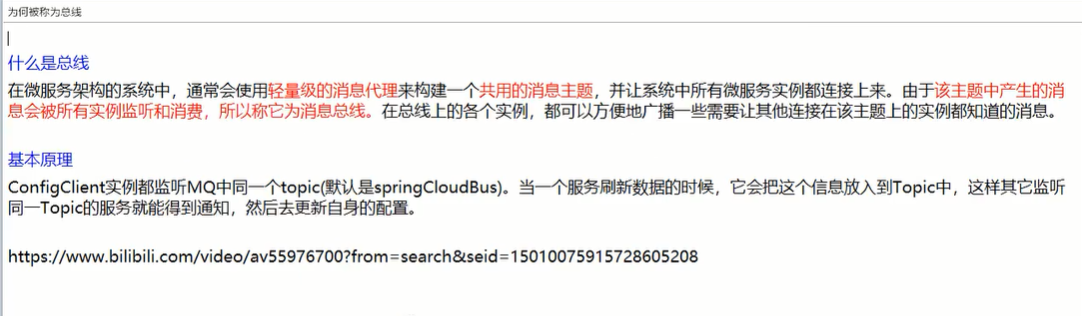 为何被称为总线
什么是总线
在微服务架构的系统中，通常会使用轻量级的消息代理来构建一个共用的消息主题，并让系统中所有微服务实例都连接上来。由于该主题中产生的消
息会被所有实例监听和消费，所以称它为消息总线。在总线上的各个实例，都可以方便地广播一些需要让其他连接在该主题上的实例都知道的消息。
基本原理
ConfigClient实例都监听MQ中同一个topic(默认是springCloudBus)。当一个服务刷新数据的时候，它会把这个信息放入到Topic中，这样其它监听
同一Topic的服务就能得到通知，然后去更新自身的配置。
https://www.bilibili.com/video/av55976700?from=search&seid=15010075915728605208